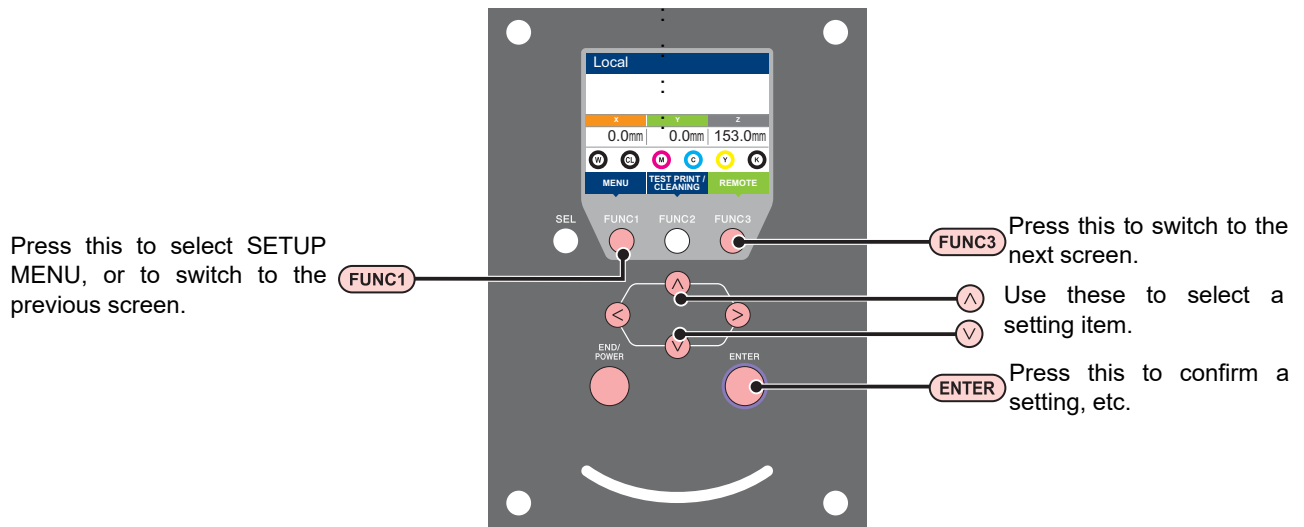 Local
X Y Z
0.0mm 0.0mm 153.0mm
W CL M C Y K
MENU TEST PRINT / CLEANING REMOTE
SEL FUNC1 FUNC2 FUNC3
Press this to select SETUP
MENU, or to switch to the
previous screen.
FUNC1
FUNC3
Press this to switch to the
next screen.
Use these to select a
setting item.
END/
POWER
ENTER
ENTER
Press this to confirm a
setting, etc.